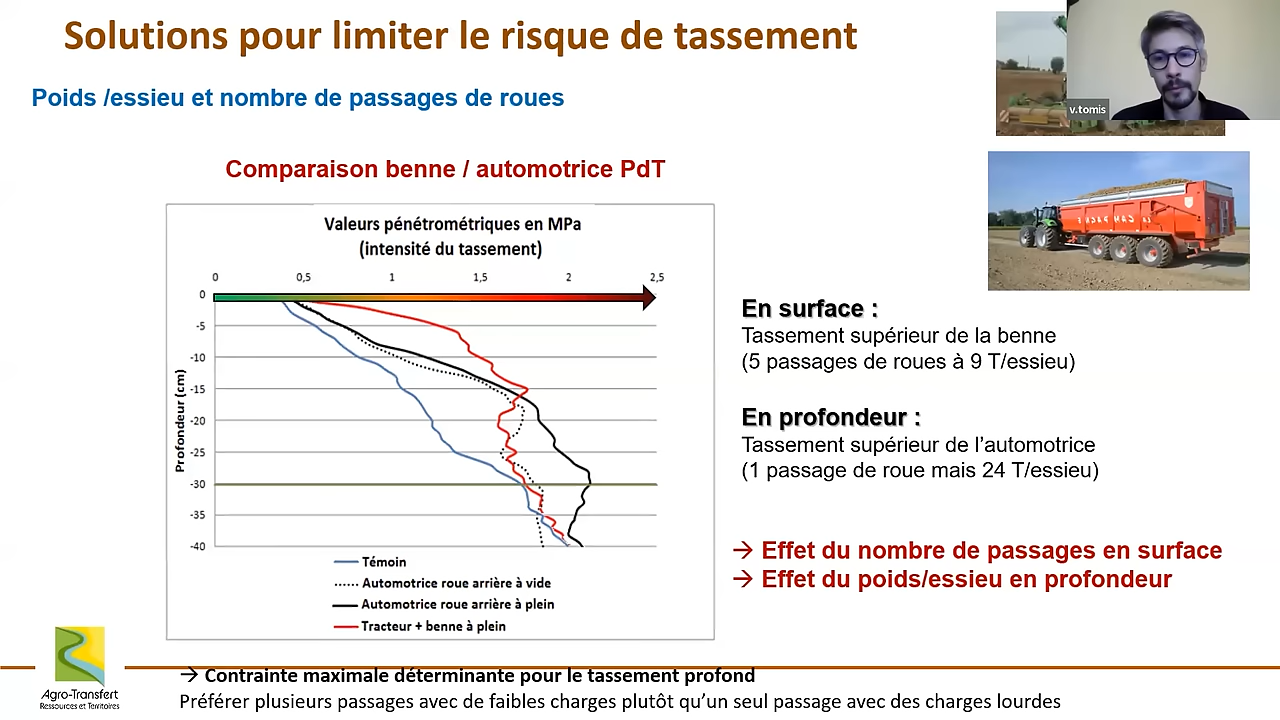 Solutions pour limiter le risque de tassement
Poids /essieu et nombre de passages de roues
v.tomis
Comparaison benne / automotrice PdT
Valeurs pénétrométriques en MPa
(intensité du tassement)
0 0,5 1 1,5 2 2,5
Profondeur (cm)
0
-5
-10
-15
-20
-25
-30
-35
-40
Témoin
Automotrice roue arrière à vide
Automotrice roue arrière à plein
Tracteur + benne à plein
En surface :
Tassement supérieur de la benne
(5 passages de roues à 9 T/essieu)
En profondeur :
Tassement supérieur de l'automotrice
(1 passage de roue mais 24 T/essieu)
→ Effet du nombre de passages en surface
→ Effet du poids/essieu en profondeur
→ Contrainte maximale déterminante pour le tassement profond
Préférer plusieurs passages avec de faibles charges plutôt qu'un seul passage avec des charges lourdes
Agro-Transfert
Ressources et Territoires